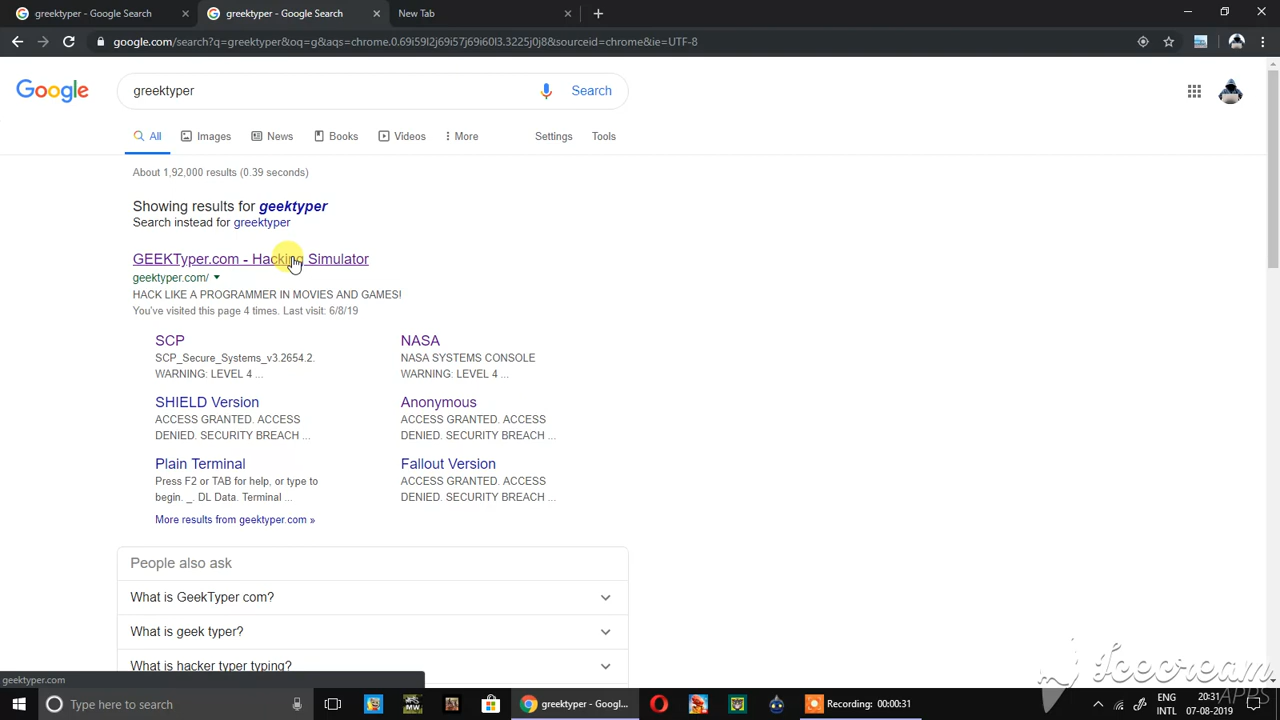 greektyper - Google Search
geektyper - Google Search
New Tab
google.com/search?q=greektyper&oq=g&aqs=chrome.0.69i59l2j69i57j69i60l3.3225j0j8&sourceid=chrome&ie=UTF-8
Google
greektyper
Search
All
Images
News
Books
Videos
More
Settings
Tools
About 1,92,000 results (0.39 seconds)
Showing results for geektyper
Search instead for greektyper
GEEKTyper.com - Hacking Simulator
geektyper.com/
HACK LIKE A PROGRAMMER IN MOVIES AND GAMES!
You've visited this page 4 times. Last visit: 6/8/19
SCP
SCP_Secure_Systems_v3.2654.2.
WARNING: LEVEL 4 ...
NASA
NASA SYSTEMS CONSOLE
WARNING: LEVEL 4 ...
SHIELD Version
ACCESS GRANTED. ACCESS
DENIED. SECURITY BREACH ...
Anonymous
ACCESS GRANTED. ACCESS
DENIED. SECURITY BREACH ...
Plain Terminal
Press F2 or TAB for help, or type to
begin. _. DL Data. Terminal ...
Fallout Version
ACCESS GRANTED. ACCESS
DENIED. SECURITY BREACH ...
More results from geektyper.com »
People also ask
What is GeekTyper com?
What is geek typer?
What is hacker typer typing?
geektyper.com
Icecream
APPS
Type here to search
greektyper - Googl...
Recording: 00:00:31
ENG
INTL
20:31
07-08-2019